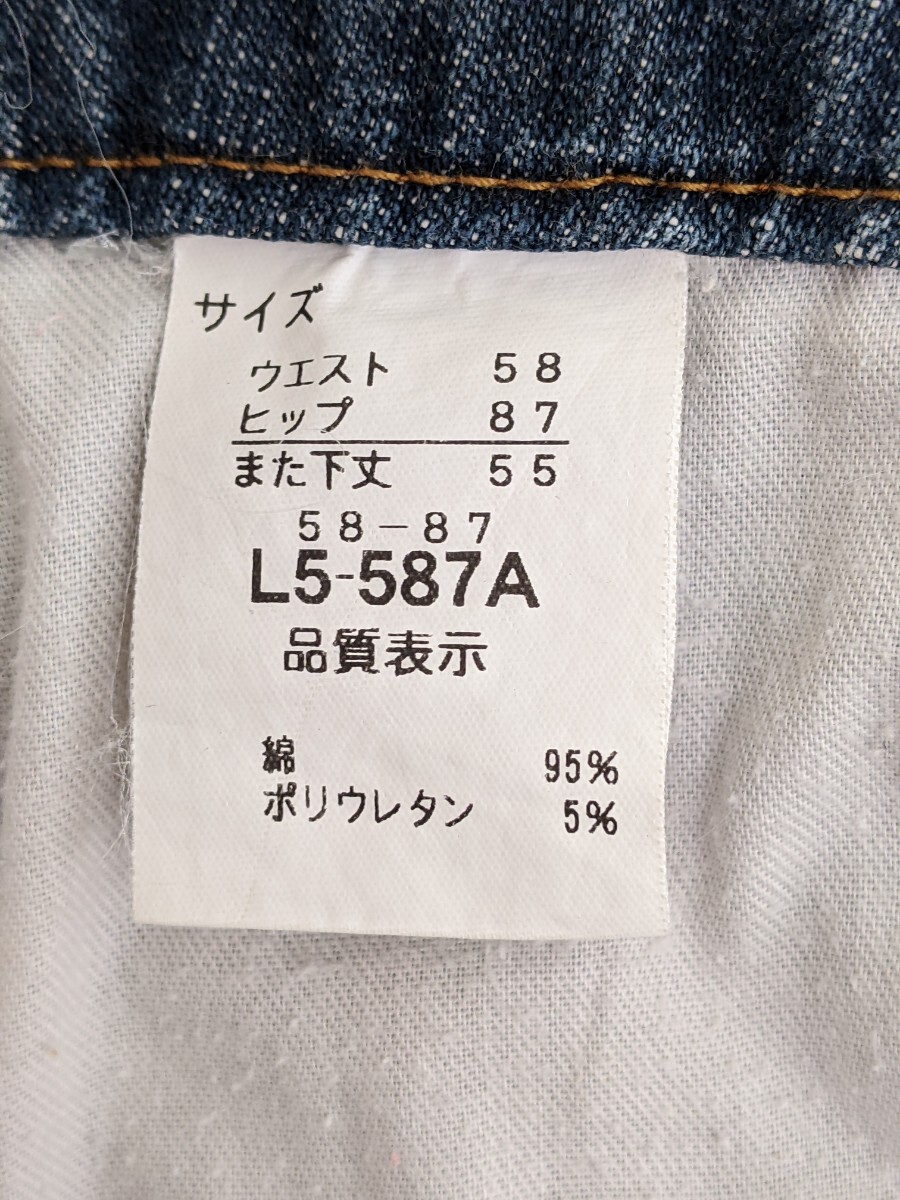 サイズ
ウエスト 58
ヒップ 87
また下丈 55
58-87
L5-587A
品質表示
綿 95%
ポリウレタン 5%